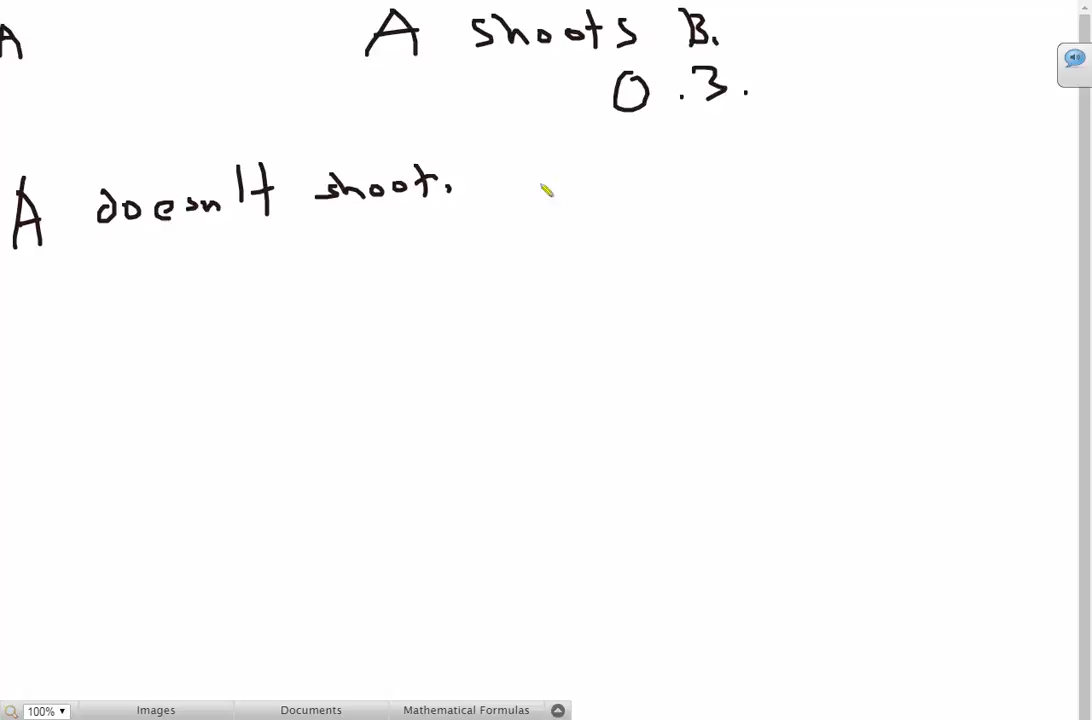 A A shoots B.
0.3.
A doesn't shoot.
100%
Images
Documents
Mathematical Formulas